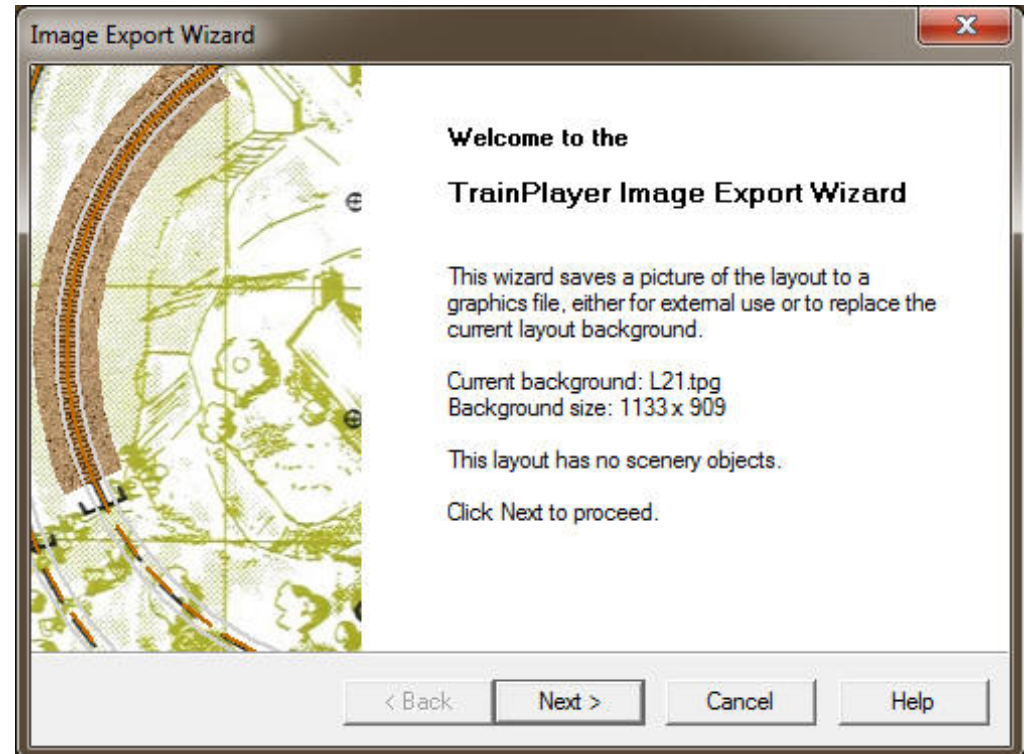 Image Export Wizard
Welcome to the
TrainPlayer Image Export Wizard
This wizard saves a picture of the layout to a
graphics file, either for external use or to replace the
current layout background.
Current background: L21.tpg
Background size: 1133 x 909
This layout has no scenery objects.
Click Next to proceed.
< Back
Next >
Cancel
Help